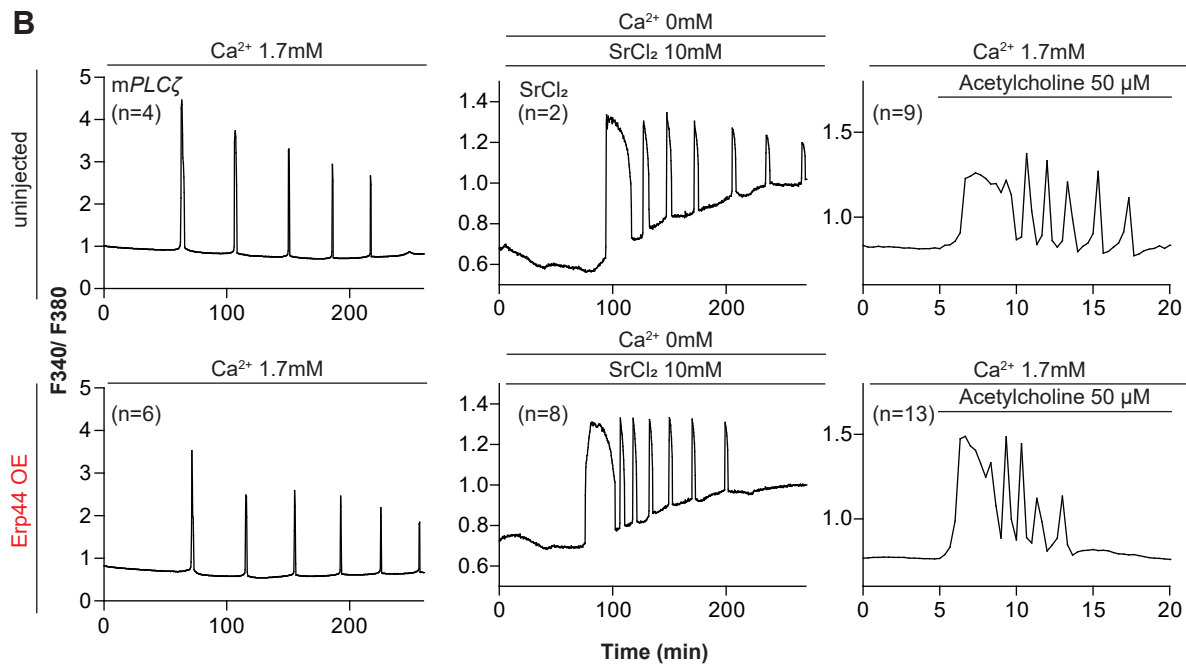 B
Ca²⁺ 1.7mM
Ca²⁺ 0mM
SrCl₂ 10mM
Ca²⁺ 1.7mM
Acetylcholine 50 µM
uninjected
mPLCζ
(n=4)
5
4
3
2
1
0
0 100 200
SrCl₂
(n=2)
1.4
1.2
1.0
0.8
0.6
0 100 200
(n=9)
1.5
1.0
0 5 10 15 20
F340/ F380
Erp44 OE
Ca²⁺ 1.7mM
Ca²⁺ 0mM
SrCl₂ 10mM
Ca²⁺ 1.7mM
Acetylcholine 50 µM
(n=6)
5
4
3
2
1
0
0 100 200
(n=8)
1.4
1.2
1.0
0.8
0.6
0 100 200
(n=13)
1.5
1.0
0 5 10 15 20
Time (min)